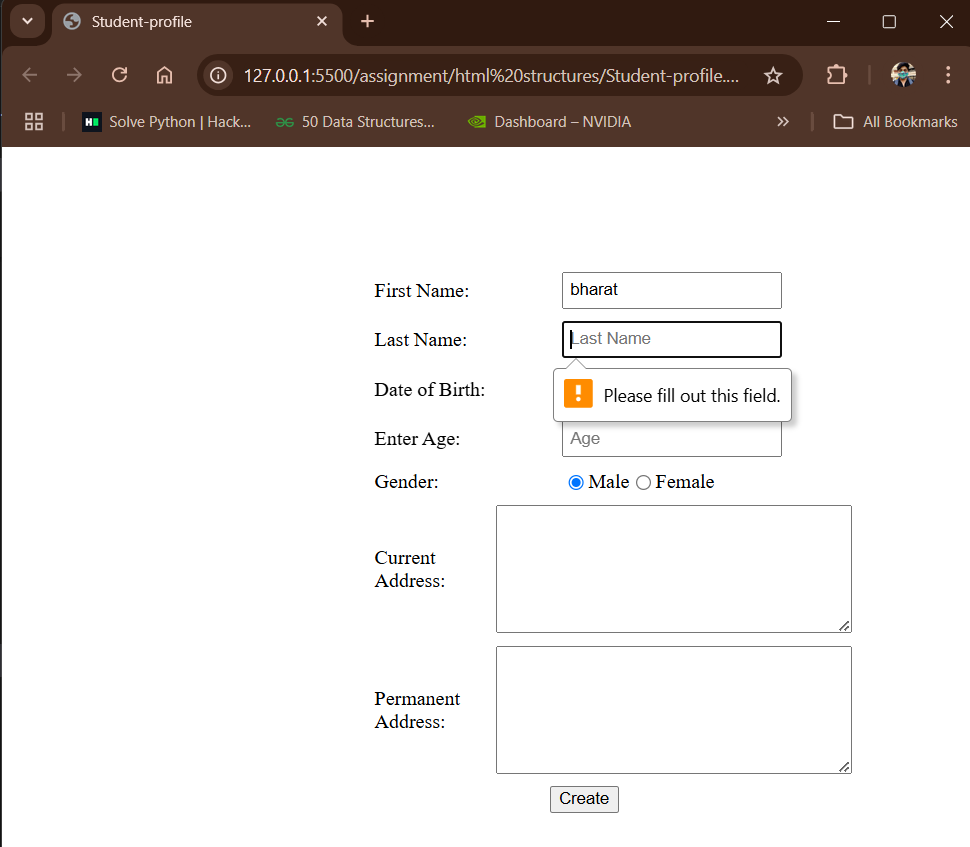 Student-profile
127.0.0.1:5500/assignment/html%20structures/Student-profile....
Solve Python | Hack... 50 Data Structures... Dashboard – NVIDIA All Bookmarks
First Name: bharat
Last Name: Last Name
Date of Birth: Please fill out this field.
Enter Age: Age
Gender: Male Female
Current
Address:
Permanent
Address:
Create